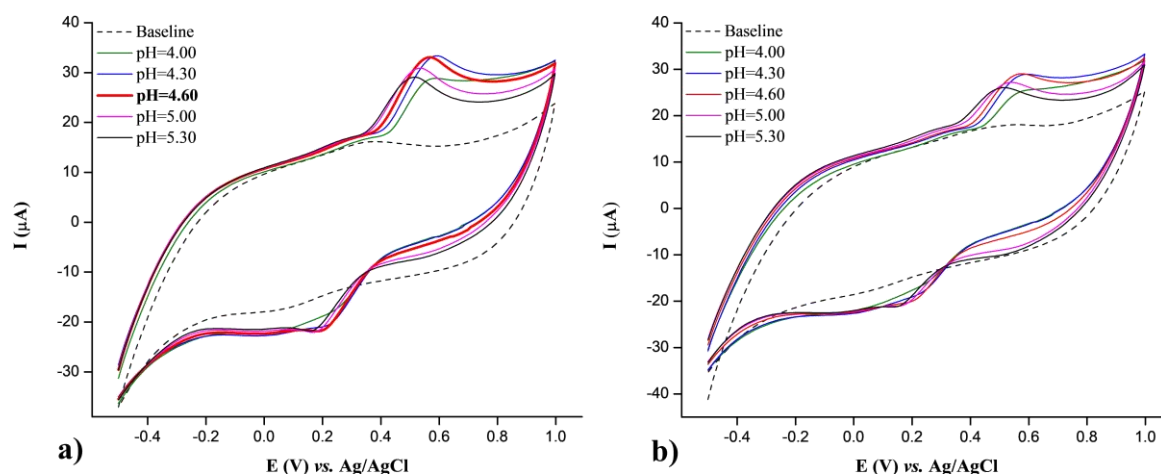 40
30
20
10
0
-10
-20
-30
I (µA)
Baseline
pH=4.00
pH=4.30
pH=4.60
pH=5.00
pH=5.30
-0.4 -0.2 0.0 0.2 0.4 0.6 0.8 1.0
a)
E (V) vs. Ag/AgCl
40
30
20
10
0
-10
-20
-30
-40
I (µA)
Baseline
pH=4.00
pH=4.30
pH=4.60
pH=5.00
pH=5.30
-0.4 -0.2 0.0 0.2 0.4 0.6 0.8 1.0
b)
E (V) vs. Ag/AgCl